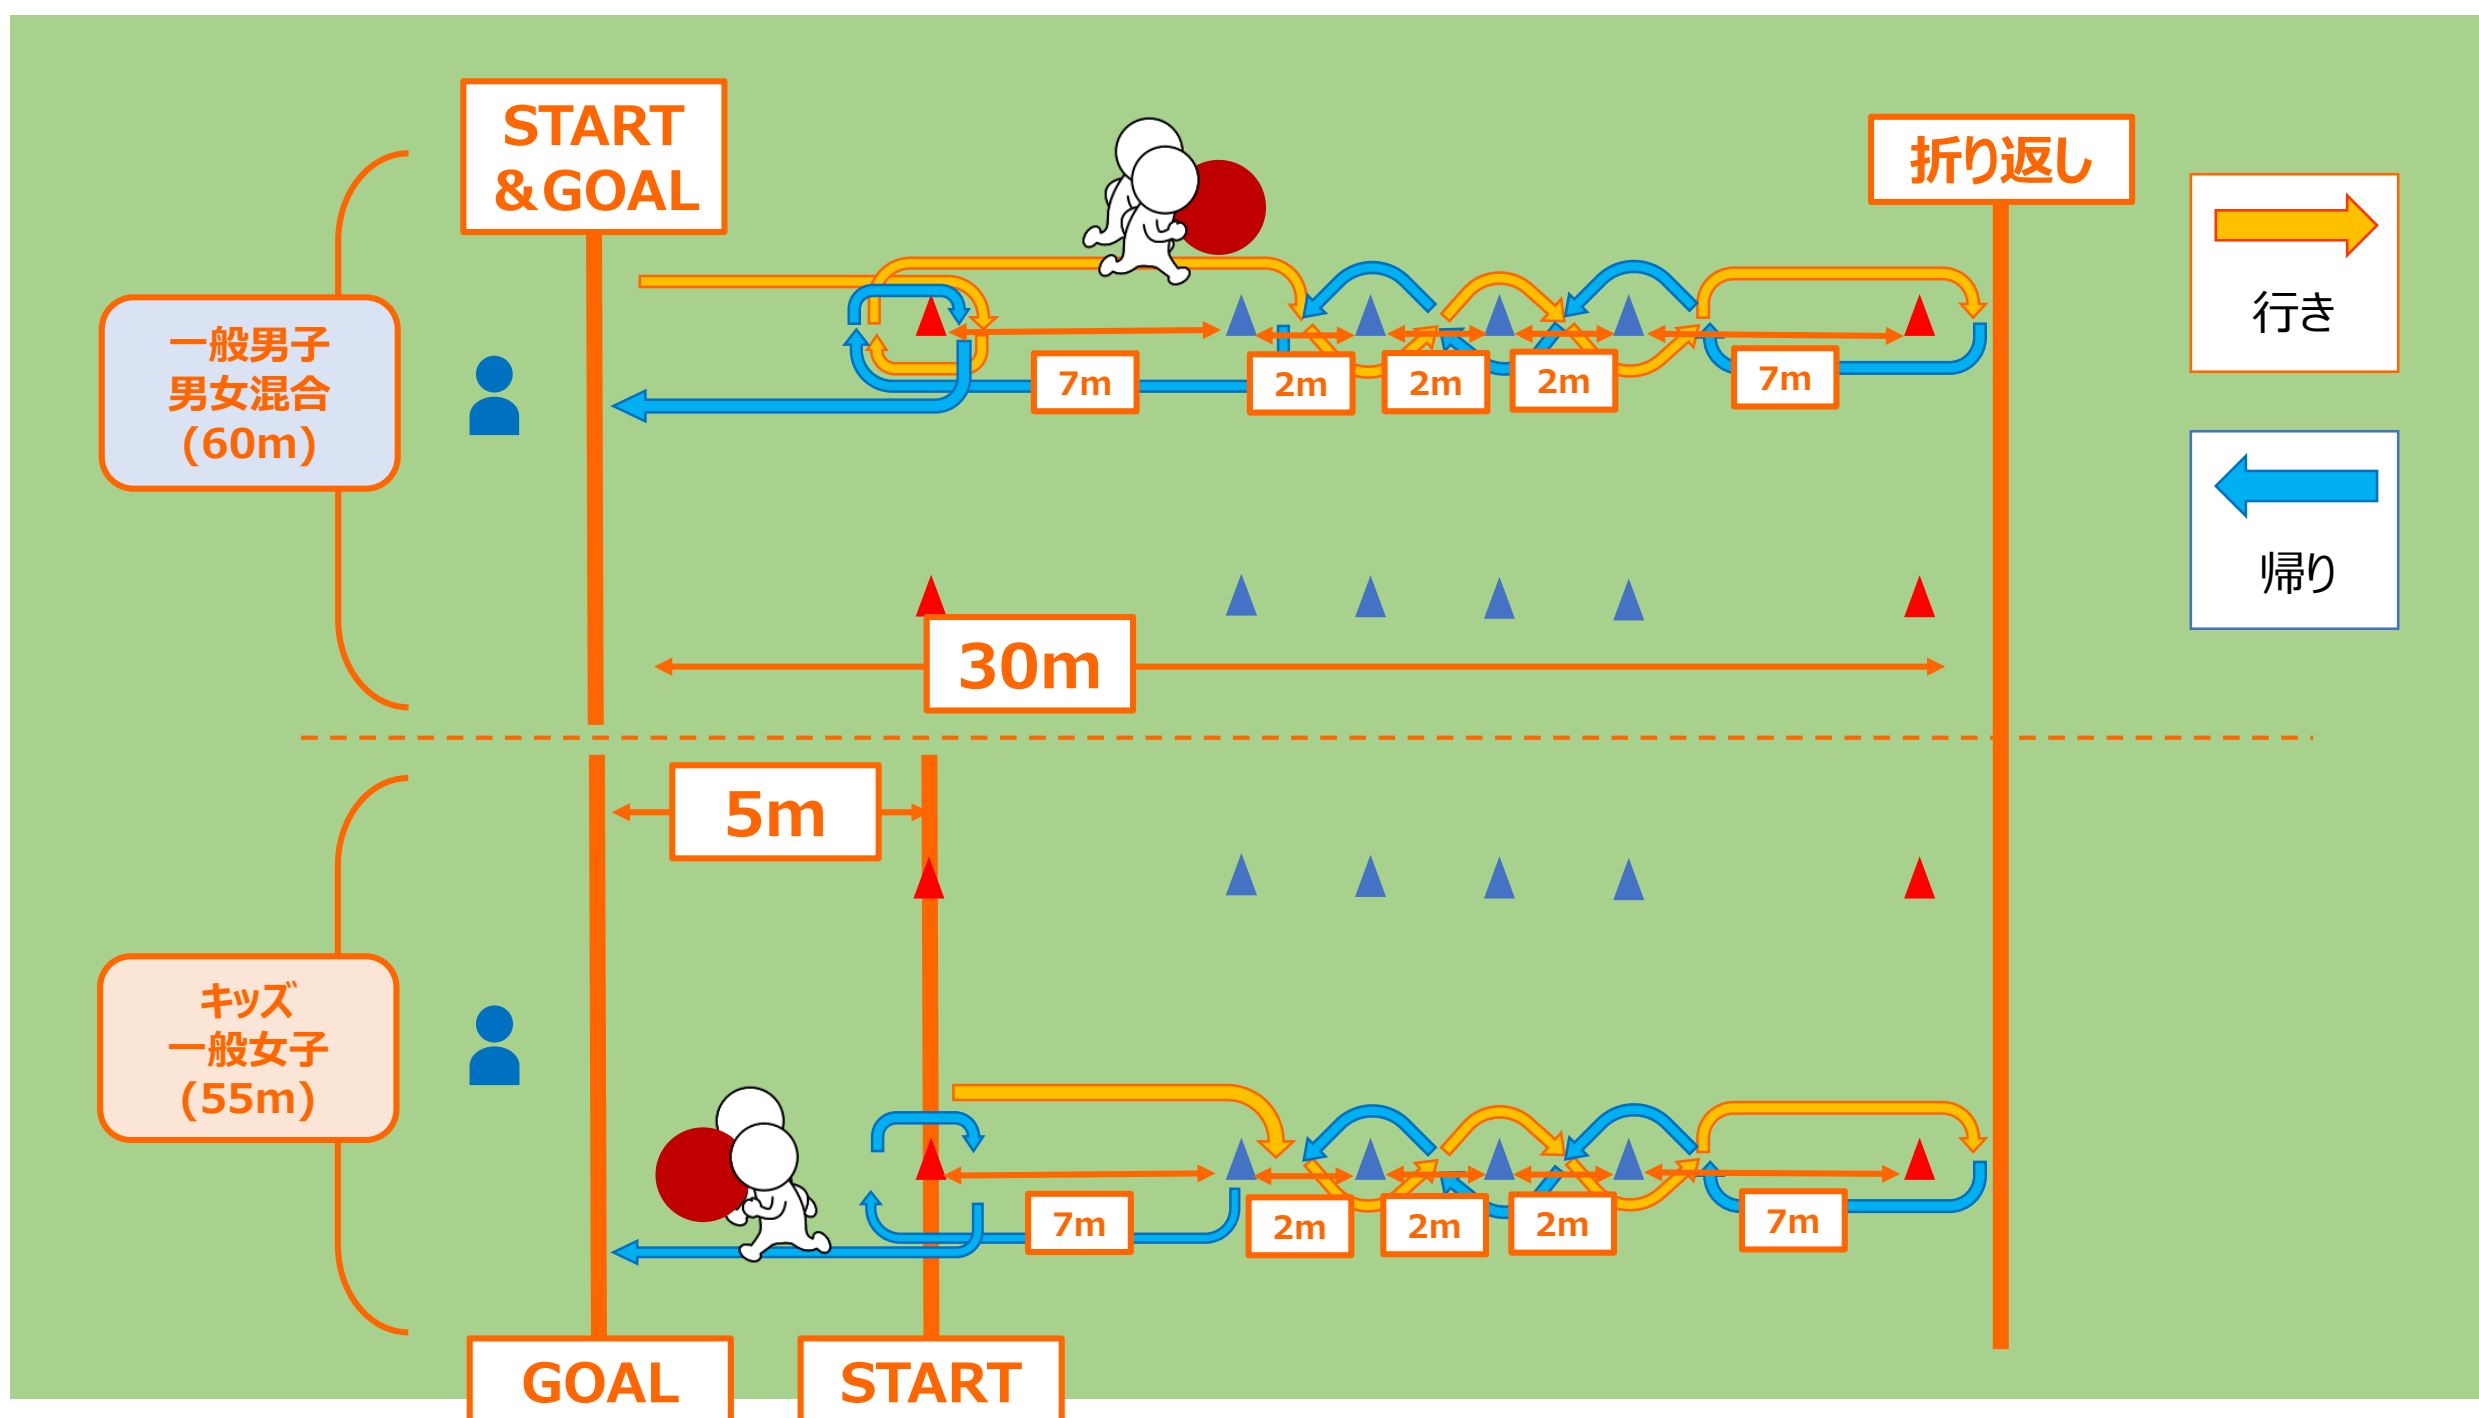 START
&GOAL
折り返し
行き
一般男子
男女混合
(60m)
7m
2m
2m
2m
7m
帰り
30m
5m
キッズ
一般女子
(55m)
7m
2m
2m
2m
7m
GOAL
START